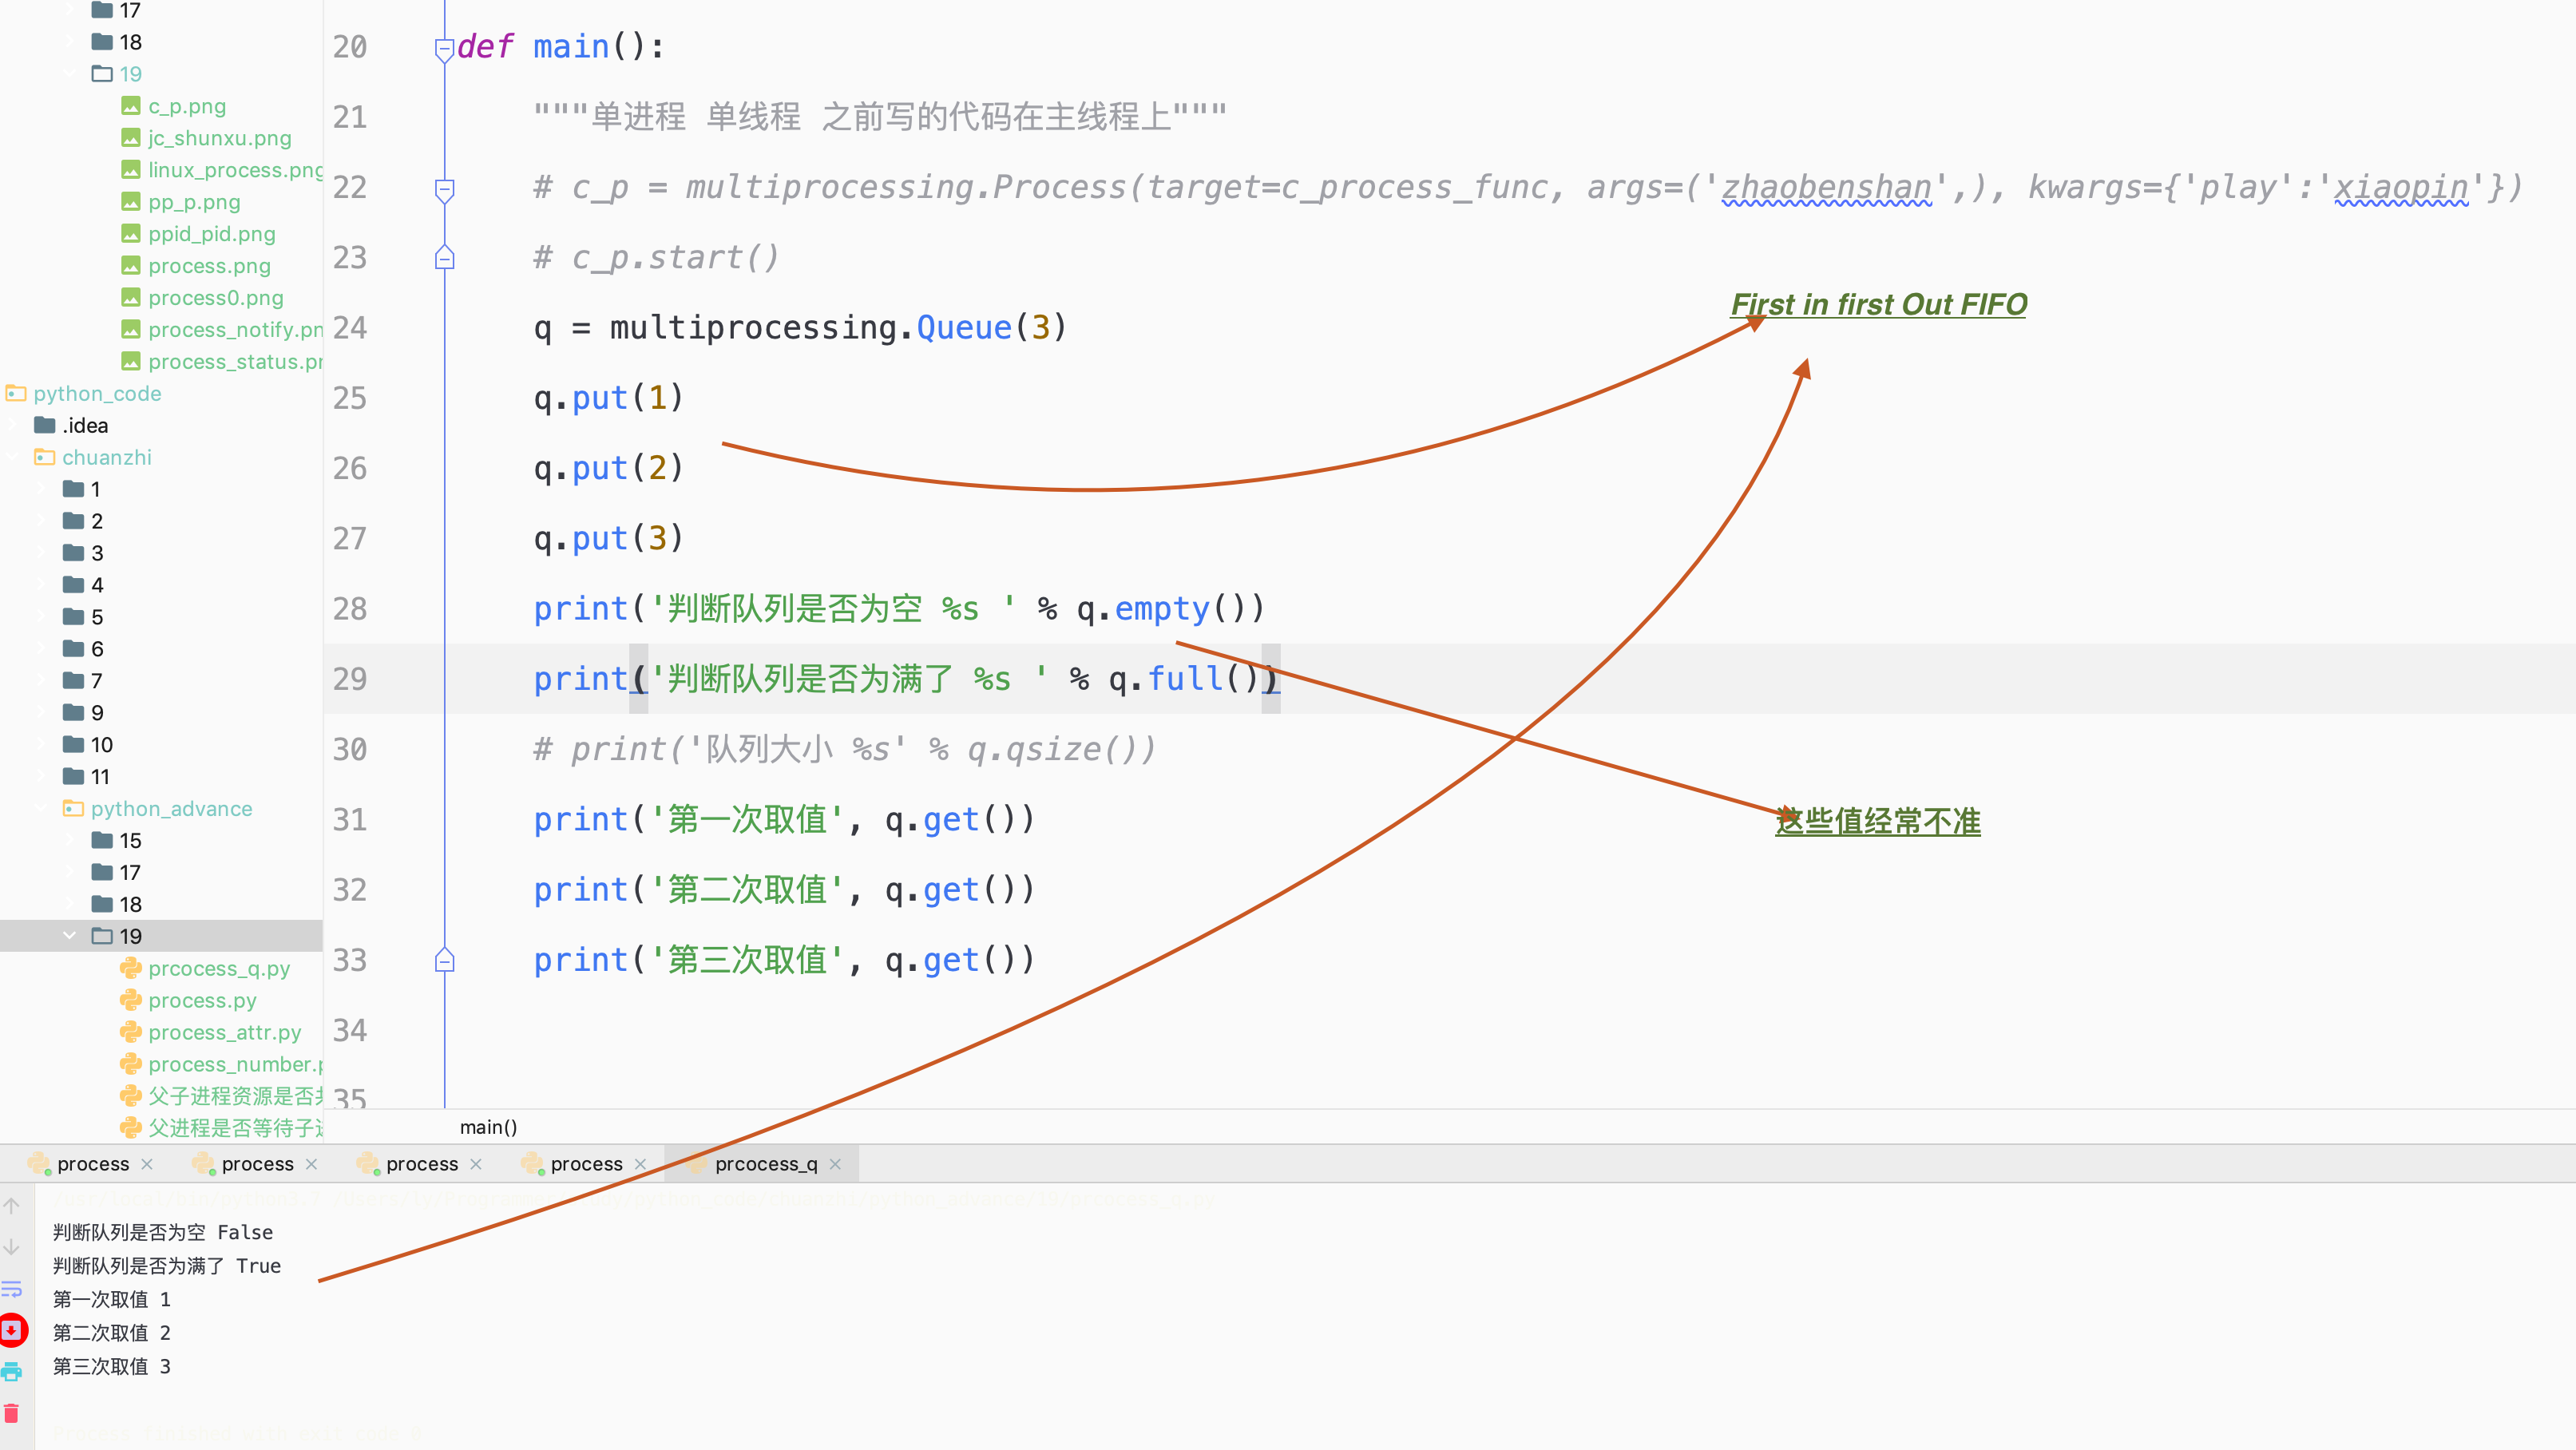 17
18
19
c_p.png
jc_shunxu.png
linux_process.png
pp_p.png
ppid_pid.png
process.png
process0.png
process_notify.pn
process_status.pr
python_code
.idea
chuanzhi
1
2
3
4
5
6
7
9
10
11
python_advance
15
17
18
19
prcocess_q.py
process.py
process_attr.py
process_number.p
父子进程资源是否共
父进程是否等待子进
20 def main():
21 """单进程 单线程 之前写的代码在主线程上"""
22 # c_p = multiprocessing.Process(target=c_process_func, args=('zhaobenshan',), kwargs={'play':'xiaopin'})
23 # c_p.start()
First in first Out FIFO
24 q = multiprocessing.Queue(3)
25 q.put(1)
26 q.put(2)
27 q.put(3)
28 print('判断队列是否为空 %s ' % q.empty())
29 print('判断队列是否为满了 %s ' % q.full())
30 # print('队列大小 %s' % q.qsize())
31 print('第一次取值', q.get())
这些值经常不准
32 print('第二次取值', q.get())
33 print('第三次取值', q.get())
34
35
main()
process process process process prcocess_q
判断队列是否为空 False
判断队列是否为满了 True
第一次取值 1
第二次取值 2
第三次取值 3
Process finished with exit code 0